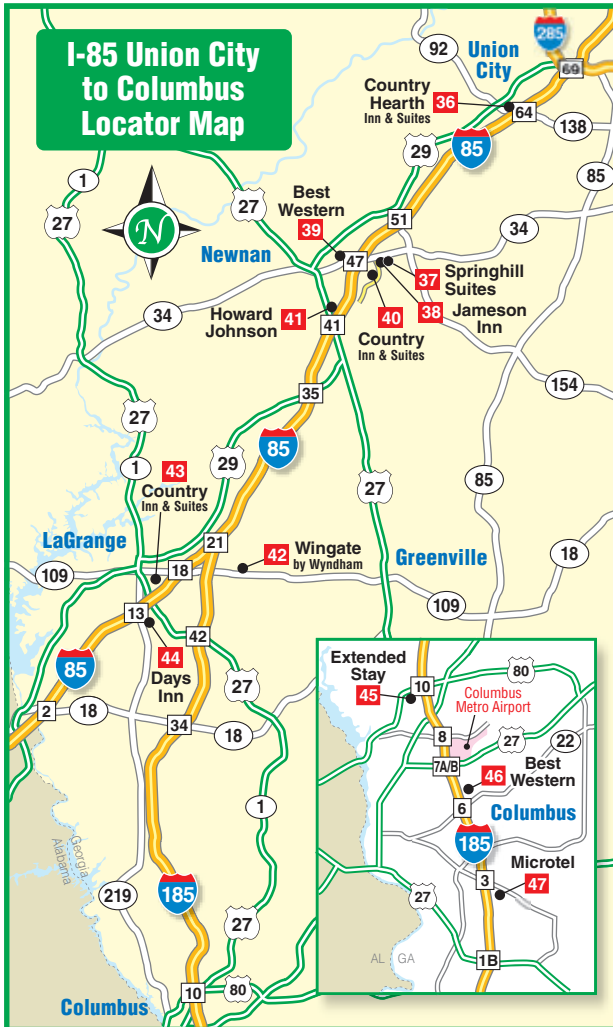 I-85 Union City
to Columbus
Locator Map
285
92
Union
City
69
Country
Hearth
Inn & Suites
36
64
138
29
85
85
1
27
27
N
Best
Western
39
51
34
Newnan
47
37
Springhill
Suites
34
Howard
Johnson
41
41
40
Country
Inn & Suites
38
Jameson
Inn
154
35
27
85
29
1
43
Country
Inn & Suites
27
85
LaGrange
21
42
Wingate
by Wyndham
Greenville
18
109
18
109
13
42
44
Days
Inn
85
27
2
18
34
18
1
Georgia
Alabama
219
185
27
10
80
Columbus
Extended
Stay
45
10
80
Columbus
Metro Airport
8
27
22
7A/B
46
Best
Western
6
Columbus
185
Microtel
3
47
27
AL
GA
1B